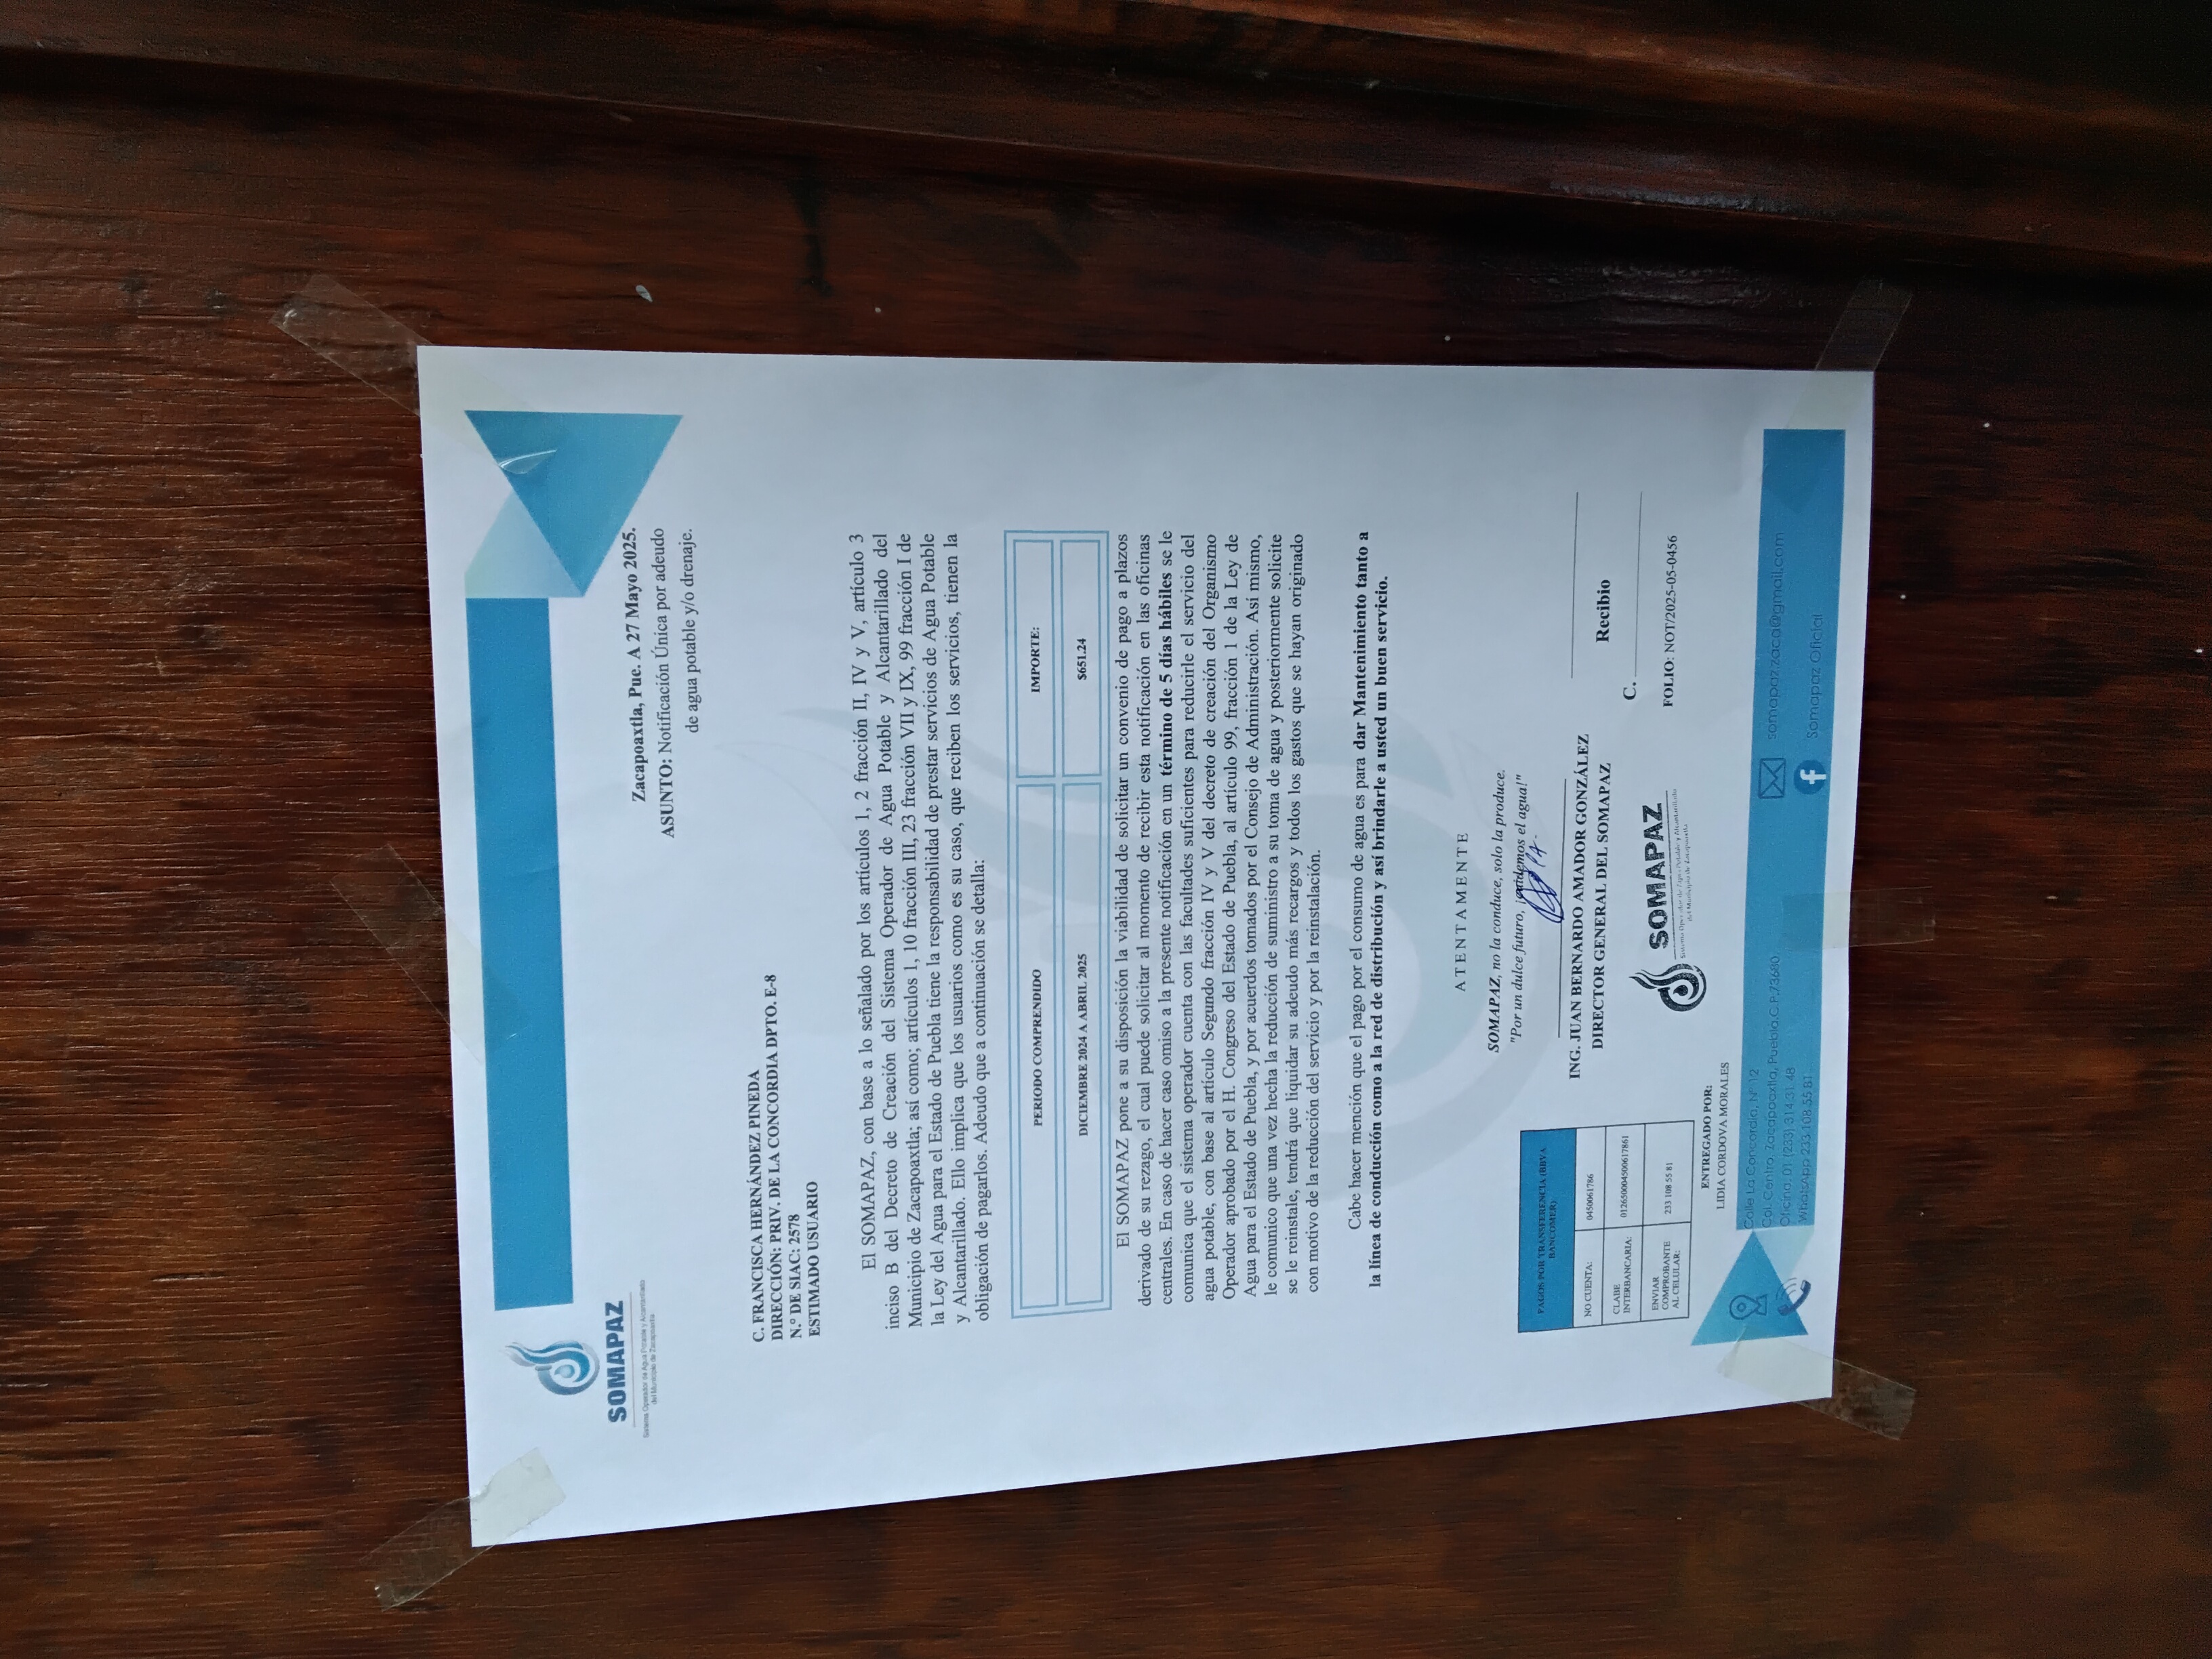 SOMAPAZ
Sistema Operador de Agua Potable y Alcantarillado
del Municipio de Zacapoaxtla
Zacapoaxtla, Pue. A 27 Mayo 2025.
ASUNTO: Notificación Única por adeudo
de agua potable y/o drenaje.
C. FRANCISCA HERNÁNDEZ PINEDA
DIRECCIÓN: PRIV. DE LA CONCORDIA DPTO. E-8
N.º DE SIAC: 2578
ESTIMADO USUARIO
El SOMAPAZ, con base a lo señalado por los artículos 1, 2 fracción II, IV y V, artículo 3
inciso B del Decreto de Creación del Sistema Operador de Agua Potable y Alcantarillado del
Municipio de Zacapoaxtla; así como; artículos 1, 10 fracción III, 23 fracción VII y IX, 99 fracción I de
la Ley del Agua para el Estado de Puebla tiene la responsabilidad de prestar servicios de Agua Potable
y Alcantarillado. Ello implica que los usuarios como es su caso, que reciben los servicios, tienen la
obligación de pagarlos. Adeudo que a continuación se detalla:
PERIODO COMPRENDIDO
IMPORTE:
DICIEMBRE 2024 A ABRIL 2025
$651.24
El SOMAPAZ pone a su disposición la viabilidad de solicitar un convenio de pago a plazos
derivado de su rezago, el cual puede solicitar al momento de recibir esta notificación en las oficinas
centrales. En caso de hacer caso omiso a la presente notificación en un término de 5 días hábiles se le
comunica que el sistema operador cuenta con las facultades suficientes para reducirle el servicio del
agua potable, con base al artículo Segundo fracción IV y V del decreto de creación del Organismo
Operador aprobado por el H. Congreso del Estado de Puebla, al artículo 99, fracción 1 de la Ley de
Agua para el Estado de Puebla, y por acuerdos tomados por el Consejo de Administración. Así mismo,
le comunico que una vez hecha la reducción de suministro a su toma de agua y posteriormente solicite
se le reinstale, tendrá que liquidar su adeudo más recargos y todos los gastos que se hayan originado
con motivo de la reducción del servicio y por la reinstalación.
Cabe hacer mención que el pago por el consumo de agua es para dar Mantenimiento tanto a
la línea de conducción como a la red de distribución y así brindarle a usted un buen servicio.
ATENTAMENTE
SOMAPAZ, no la conduce, solo la produce.
"Por un dulce futuro, ¡cuidemos el agua!"
ING. JUAN BERNARDO AMADOR GONZÁLEZ
DIRECTOR GENERAL DEL SOMAPAZ
SOMAPAZ
Sistema Operador de Agua Potable y Alcantarillado
del Municipio de Zacapoaxtla
Recibio
C.
FOLIO: NOT/2025-05-0456
PAGOS POR TRANSFERENCIA (BBVA
BANCOMER)
NO CUENTA:
0450061786
CLABE
INTERBANCARIA:
012650004500617861
ENVIAR
COMPROBANTE
AL CELULAR:
233 108 55 81
ENTREGADO POR:
LIDIA CORDOVA MORALES
Calle La Concordia, N° 12
Col. Centro, Zacapoaxtla, Puebla.C.P.73680.
Oficina. 01 (233) 314 31 48
WhatsApp 233 108 55 81
somapaz.zaca@gmail.com
Somapaz Oficial